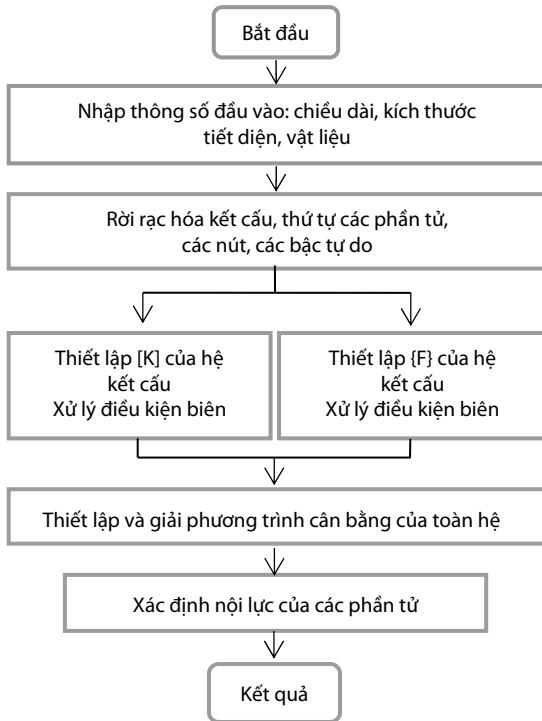 Bắt đầu
Nhập thông số đầu vào: chiều dài, kích thước
tiết diện, vật liệu
Rời rạc hóa kết cấu, thứ tự các phần tử,
các nút, các bậc tự do
Thiết lập [K] của hệ
kết cấu
Xử lý điều kiện biên
Thiết lập {F} của hệ
kết cấu
Xử lý điều kiện biên
Thiết lập và giải phương trình cân bằng của toàn hệ
Xác định nội lực của các phần tử
Kết quả